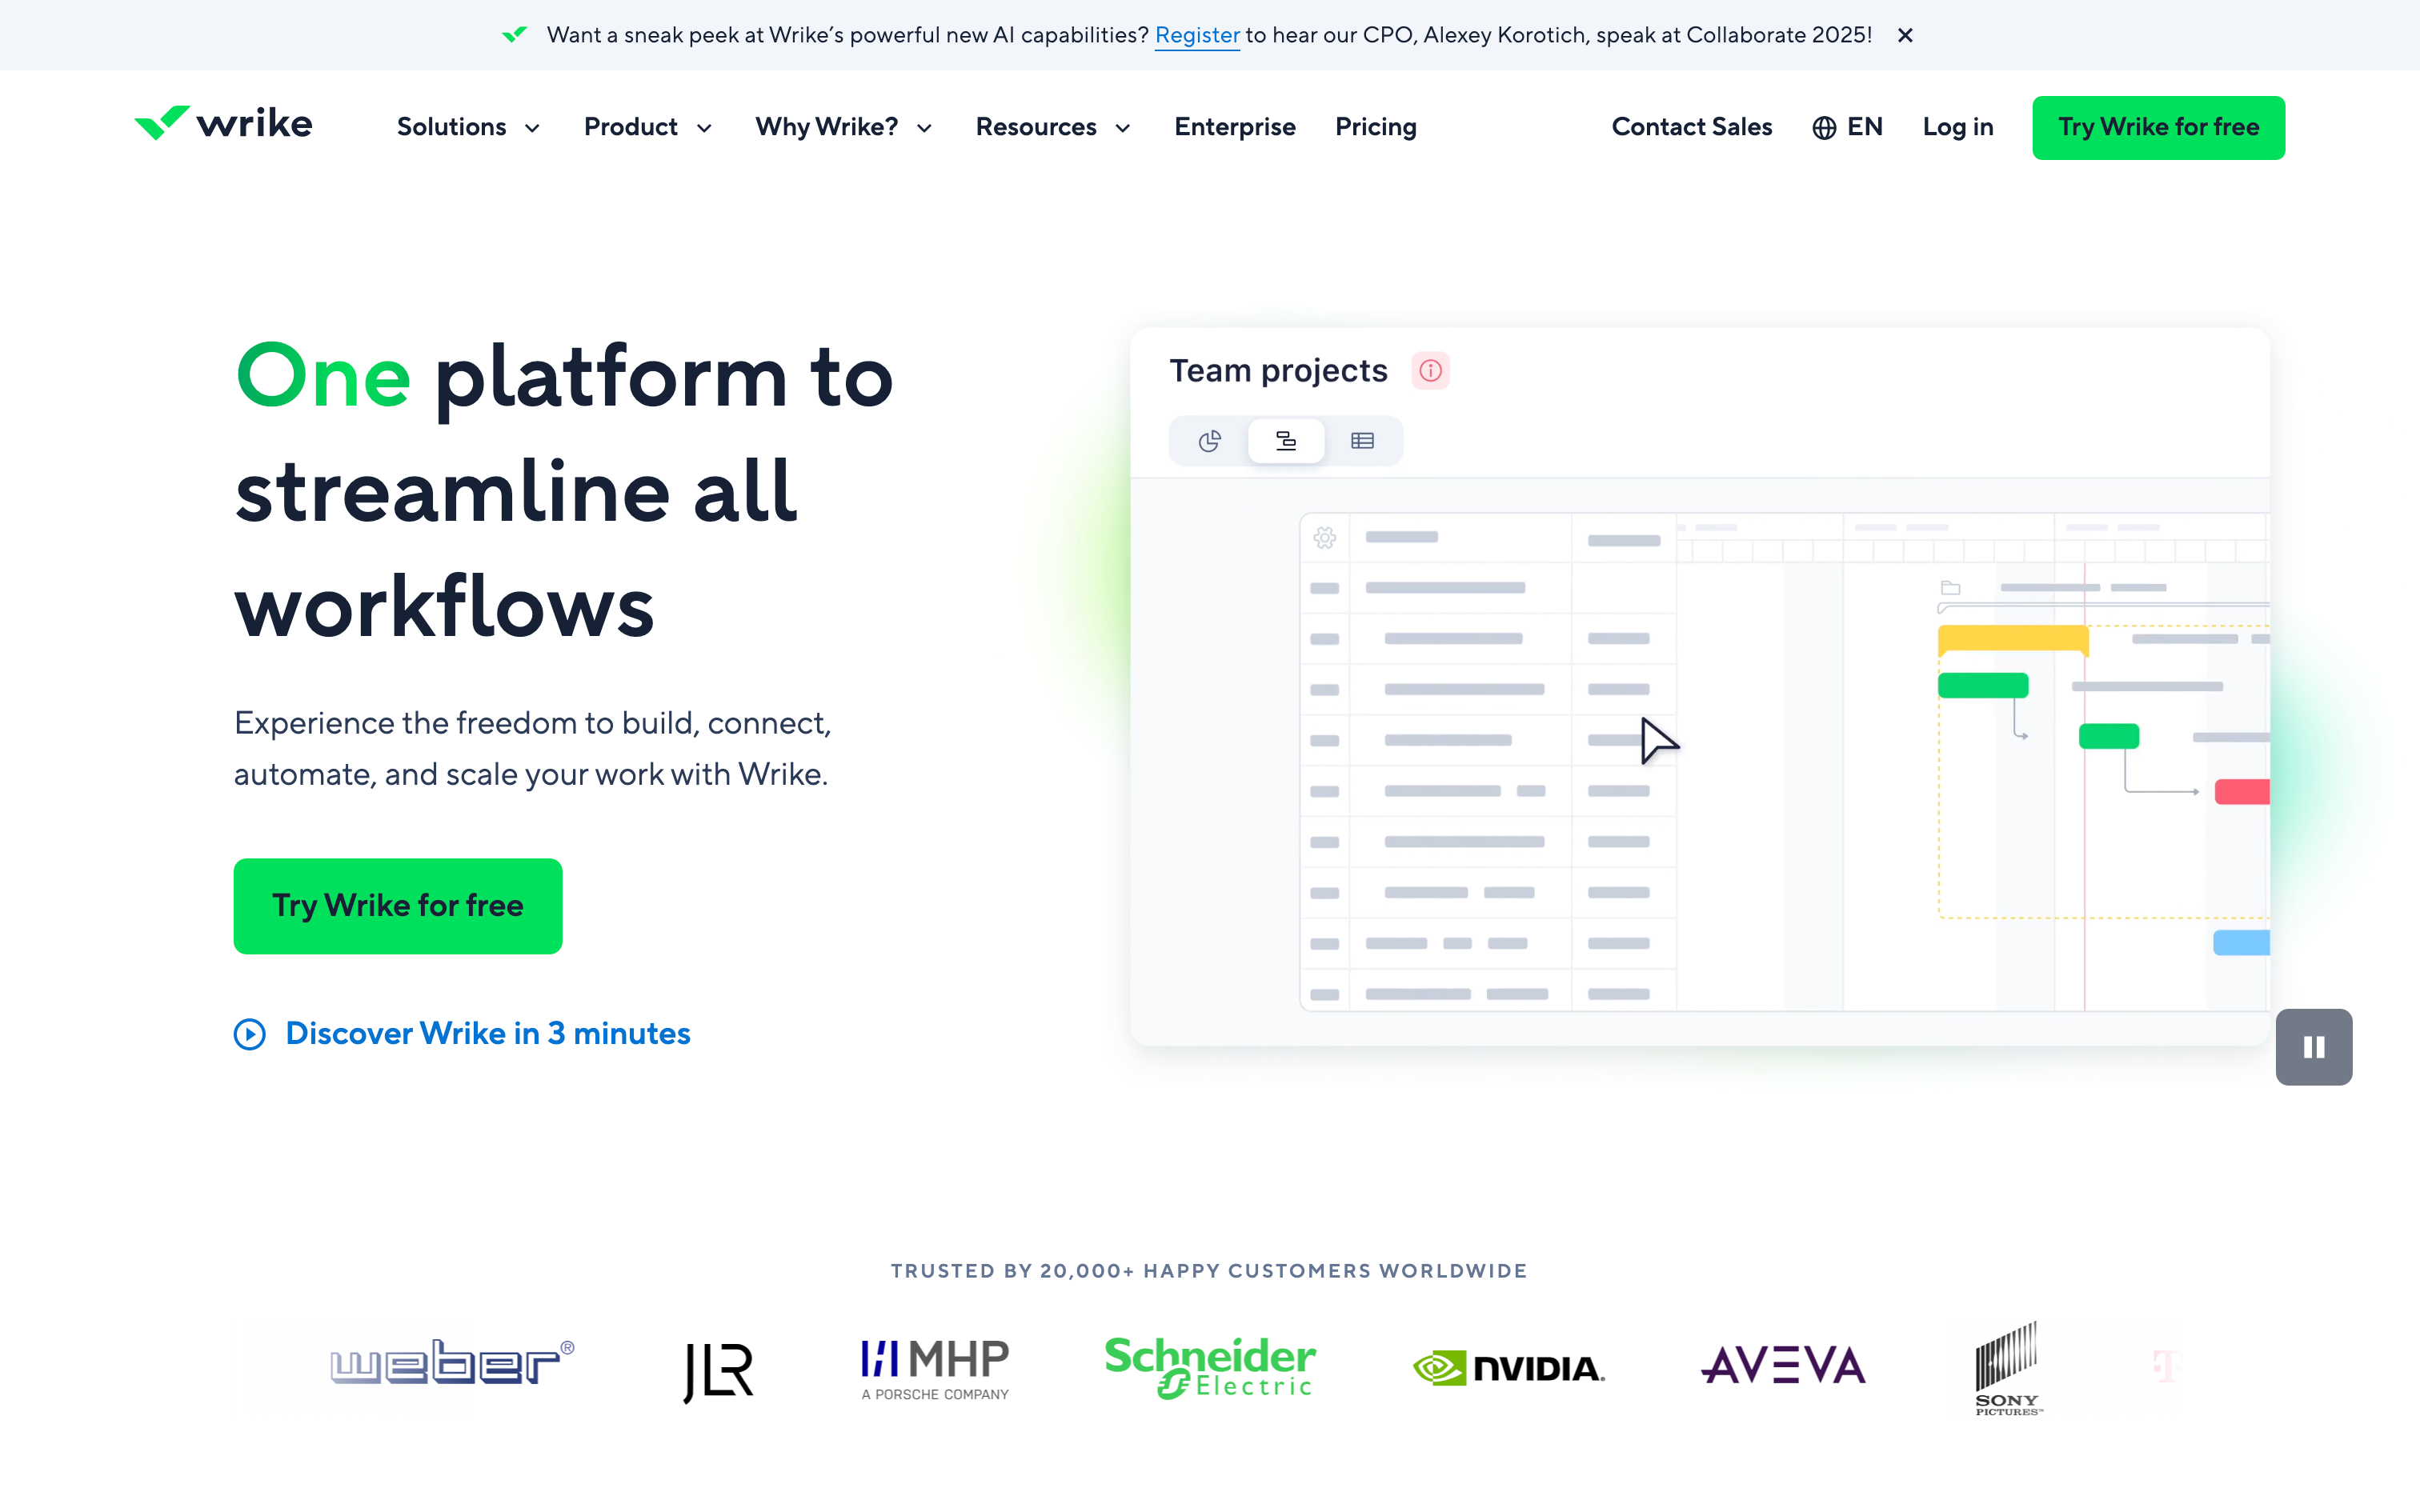 Want a sneak peek at Wrike's powerful new AI capabilities? Register to hear our CPO, Alexey Korotich, speak at Collaborate 2025!
wrike
Solutions Product Why Wrike? Resources Enterprise Pricing Contact Sales EN Log in Try Wrike for free
One platform to
streamline all
workflows
Experience the freedom to build, connect,
automate, and scale your work with Wrike.
Try Wrike for free
Discover Wrike in 3 minutes
Team projects
TRUSTED BY 20,000+ HAPPY CUSTOMERS WORLDWIDE
weber®
JLR
MHP
A PORSCHE COMPANY
Schneider
Electric
NVIDIA.
AVEVA
SONY
PICTURES™
T